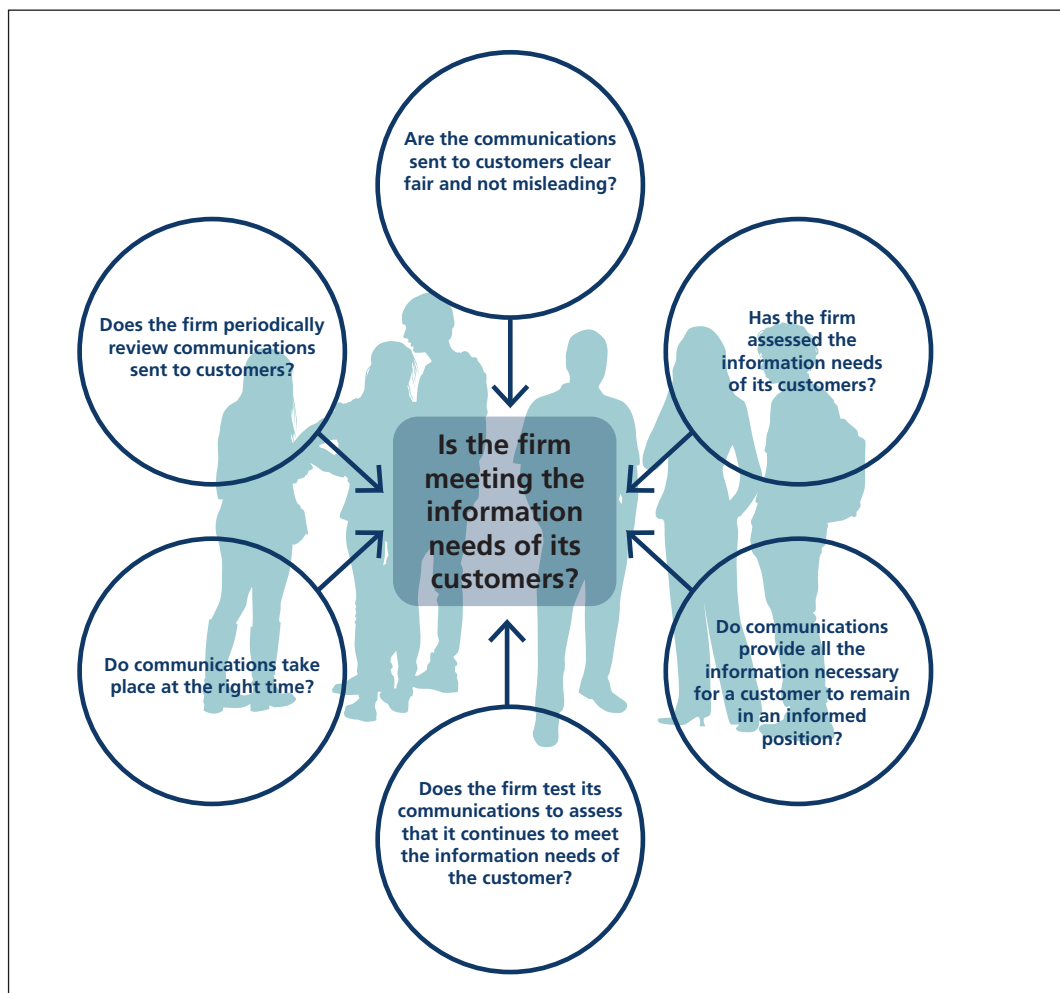 Are the communications
sent to customers clear
fair and not misleading?
Does the firm periodically
review communications
sent to customers?
Has the firm
assessed the
information needs
of its customers?
Is the firm
meeting the
information
needs of its
customers?
Do communications take
place at the right time?
Do communications
provide all the
information necessary
for a customer to remain
in an informed
position?
Does the firm test its
communications to assess
that it continues to meet
the information needs of
the customer?